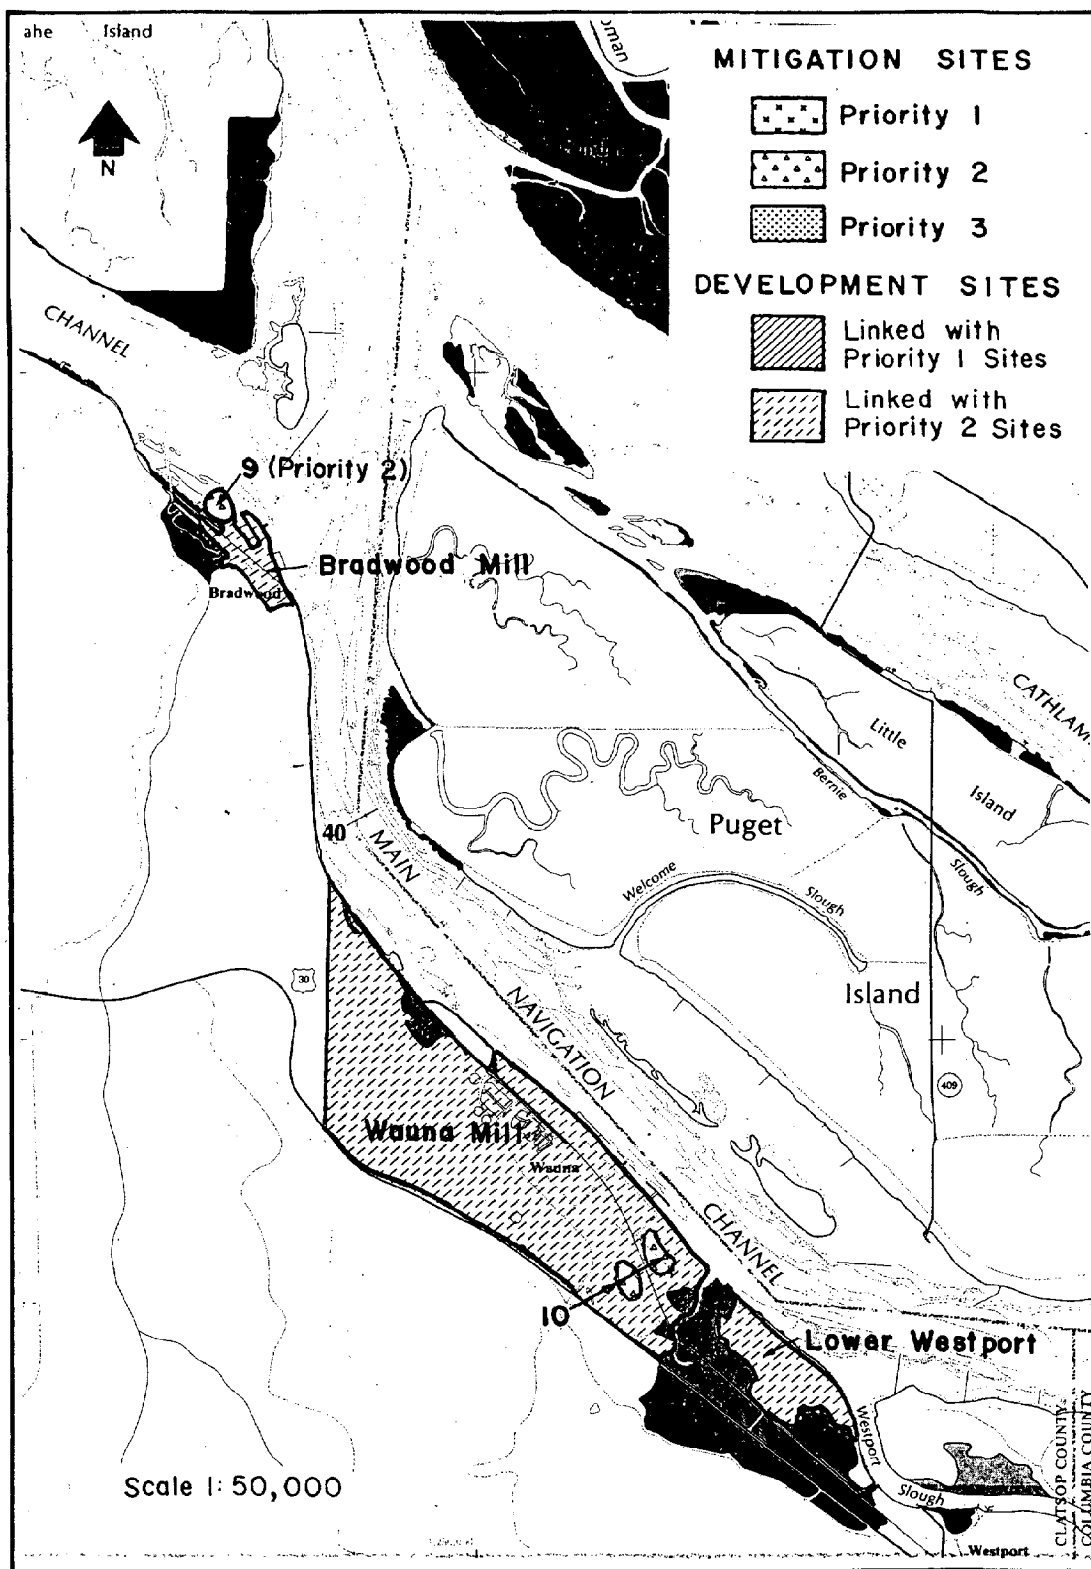 ahe Island
oman
MITIGATION SITES
Priority 1
Priority 2
Priority 3
DEVELOPMENT SITES
Linked with
Priority 1 Sites
Linked with
Priority 2 Sites
N
CHANNEL
9 (Priority 2)
Bradwood Mill
Bradwood
CATHLAM
Little
Island
Bernie
Slough
Puget
40
MAIN
Welcome
Slough
30
NAVIGATION
Island
409
Wauna Mill
Wauna
CHANNEL
10
Lower Westport
Westport
Slough
Scale 1:50,000
CLATSOP COUNTY
COLUMBIA COUNTY
Westport